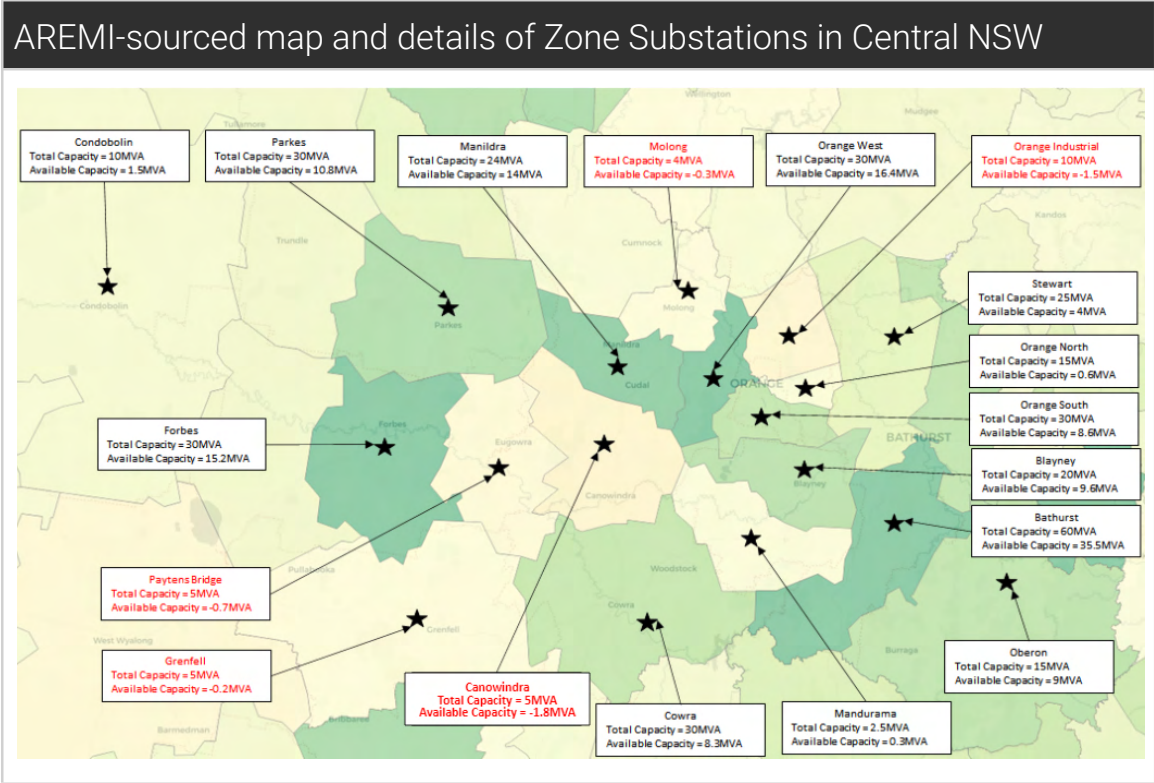 AREMI-sourced map and details of Zone Substations in Central NSW
Wellington
Mudgee
Tullamore
Condobolin
Total Capacity = 10MVA
Available Capacity = 1.5MVA
Parkes
Total Capacity = 30MVA
Available Capacity = 10.8MVA
Manildra
Total Capacity = 24MVA
Available Capacity = 14MVA
Molong
Total Capacity = 4MVA
Available Capacity = -0.3MVA
Orange West
Total Capacity = 30MVA
Available Capacity = 16.4MVA
Orange Industrial
Total Capacity = 10MVA
Available Capacity = -1.5MVA
Kandos
Trundle
Cumnock
Condobolin
Molong
Parkes
Stewart
Total Capacity = 25MVA
Available Capacity = 4MVA
Manildra
Cudal
ORANGE
Orange North
Total Capacity = 15MVA
Available Capacity = 0.6MVA
Orange South
Total Capacity = 30MVA
Available Capacity = 8.6MVA
Forbes
Total Capacity = 30MVA
Available Capacity = 15.2MVA
Forbes
Eugowra
BATHURST
Blayney
Total Capacity = 20MVA
Available Capacity = 9.6MVA
Blayney
Canowindra
Bathurst
Total Capacity = 60MVA
Available Capacity = 35.5MVA
Paytens Bridge
Total Capacity = 5MVA
Available Capacity = -0.7MVA
Woodstock
Cowra
Grenfell
West Wyalong
Burraga
Grenfell
Total Capacity = 5MVA
Available Capacity = -0.2MVA
Oberon
Total Capacity = 15MVA
Available Capacity = 9MVA
Canowindra
Total Capacity = 5MVA
Available Capacity = -1.8MVA
Cowra
Total Capacity = 30MVA
Available Capacity = 8.3MVA
Mandurama
Total Capacity = 2.5MVA
Available Capacity = 0.3MVA
Barmedman